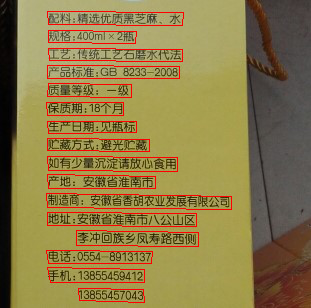 配料:精选优质黑芝麻、水
规格:400ml×2瓶
工艺:传统工艺石磨水代法
产品标准:GB 8233-2008
质量等级: 一级
保质期:18个月
生产日期:见瓶标
贮藏方式:避光贮藏
如有少量沉淀请放心食用
产地: 安徽省淮南市
制造商: 安徽省香胡农业发展有限公司
地址:安徽省淮南市八公山区
李冲回族乡凤寿路西侧
电话:0554-8913137
手机:13855459412
13855457043